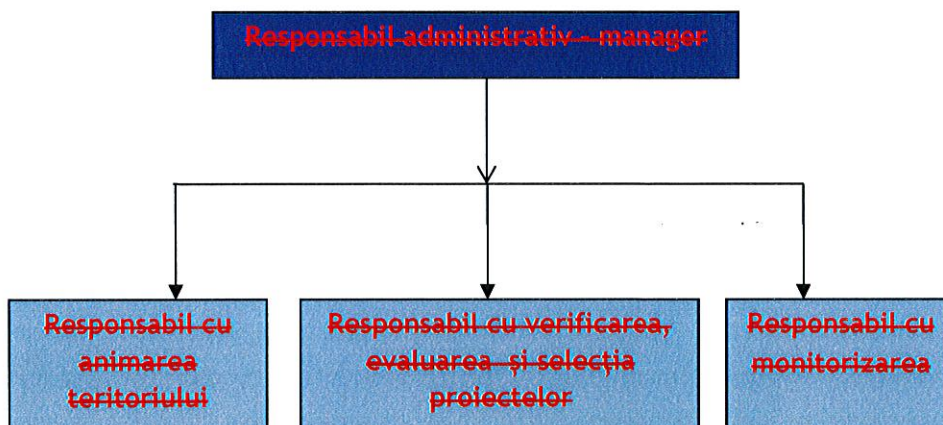 Responsabil administrativ - manager
Responsabil cu
animarea
teritoriului
Responsabil cu verificarea,
evaluarea și selecția
proiectelor
Responsabil cu
monitorizarea